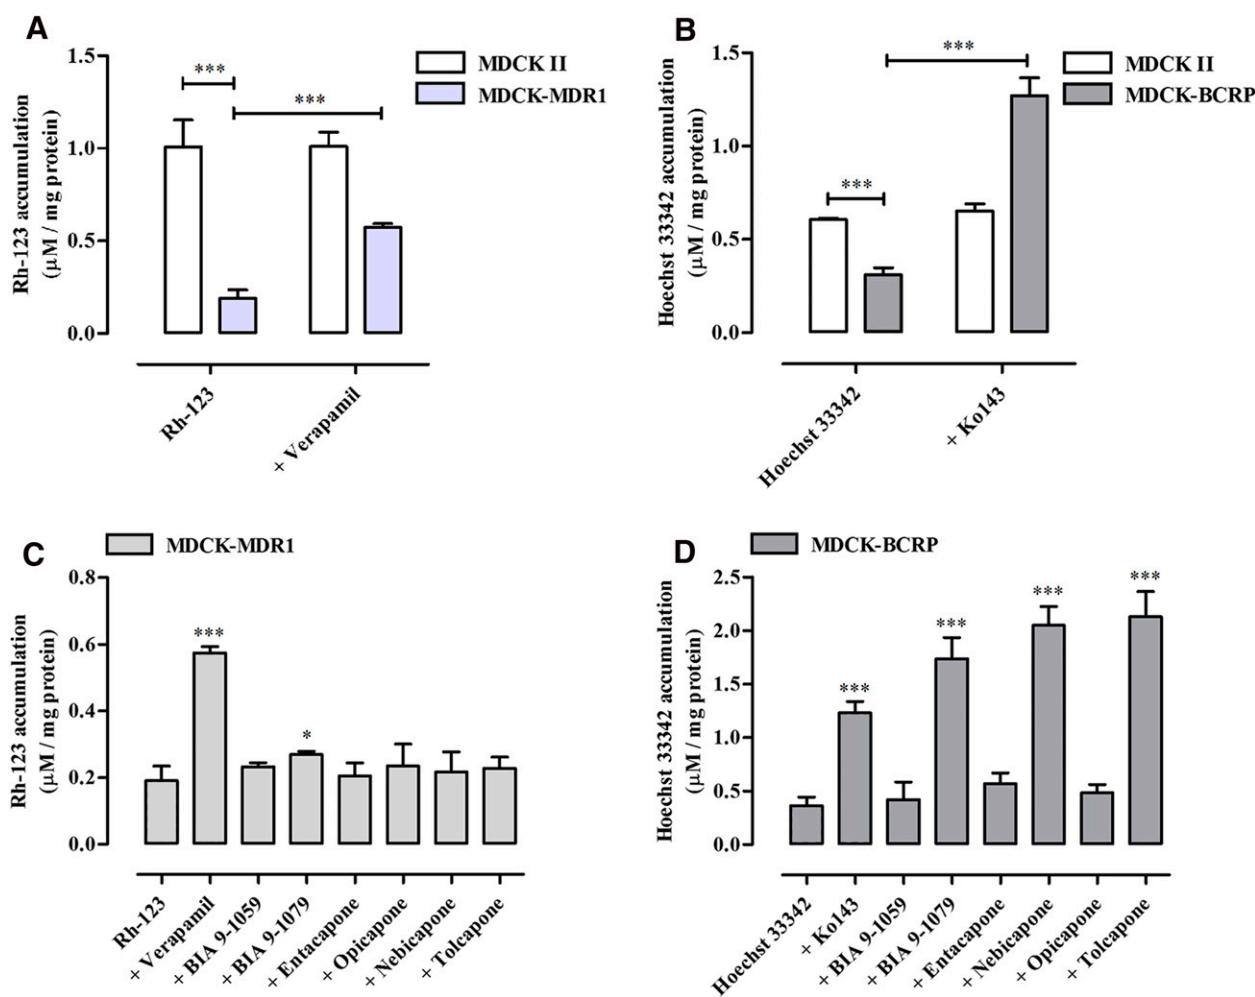 A
Rh-123 accumulation
(µM / mg protein)
1.5
1.0
0.5
0.0
***
***
MDCK II
MDCK-MDR1
Rh-123
+ Verapamil
B
Hoechst 33342 accumulation
(µM / mg protein)
1.5
1.0
0.5
0.0
***
***
MDCK II
MDCK-BCRP
Hoechst 33342
+ Ko143
C
MDCK-MDR1
Rh-123 accumulation
(µM / mg protein)
0.8
0.6
0.4
0.2
0.0
***
*
Rh-123
+ Verapamil
+ BIA 9-1059
+ BIA 9-1079
+ Entacapone
+ Opicapone
+ Nebicapone
+ Tolcapone
D
MDCK-BCRP
Hoechst 33342 accumulation
(µM / mg protein)
2.5
2.0
1.5
1.0
0.5
0.0
***
***
***
***
Hoechst 33342
+ Ko143
+ BIA 9-1059
+ BIA 9-1079
+ Entacapone
+ Nebicapone
+ Opicapone
+ Tolcapone